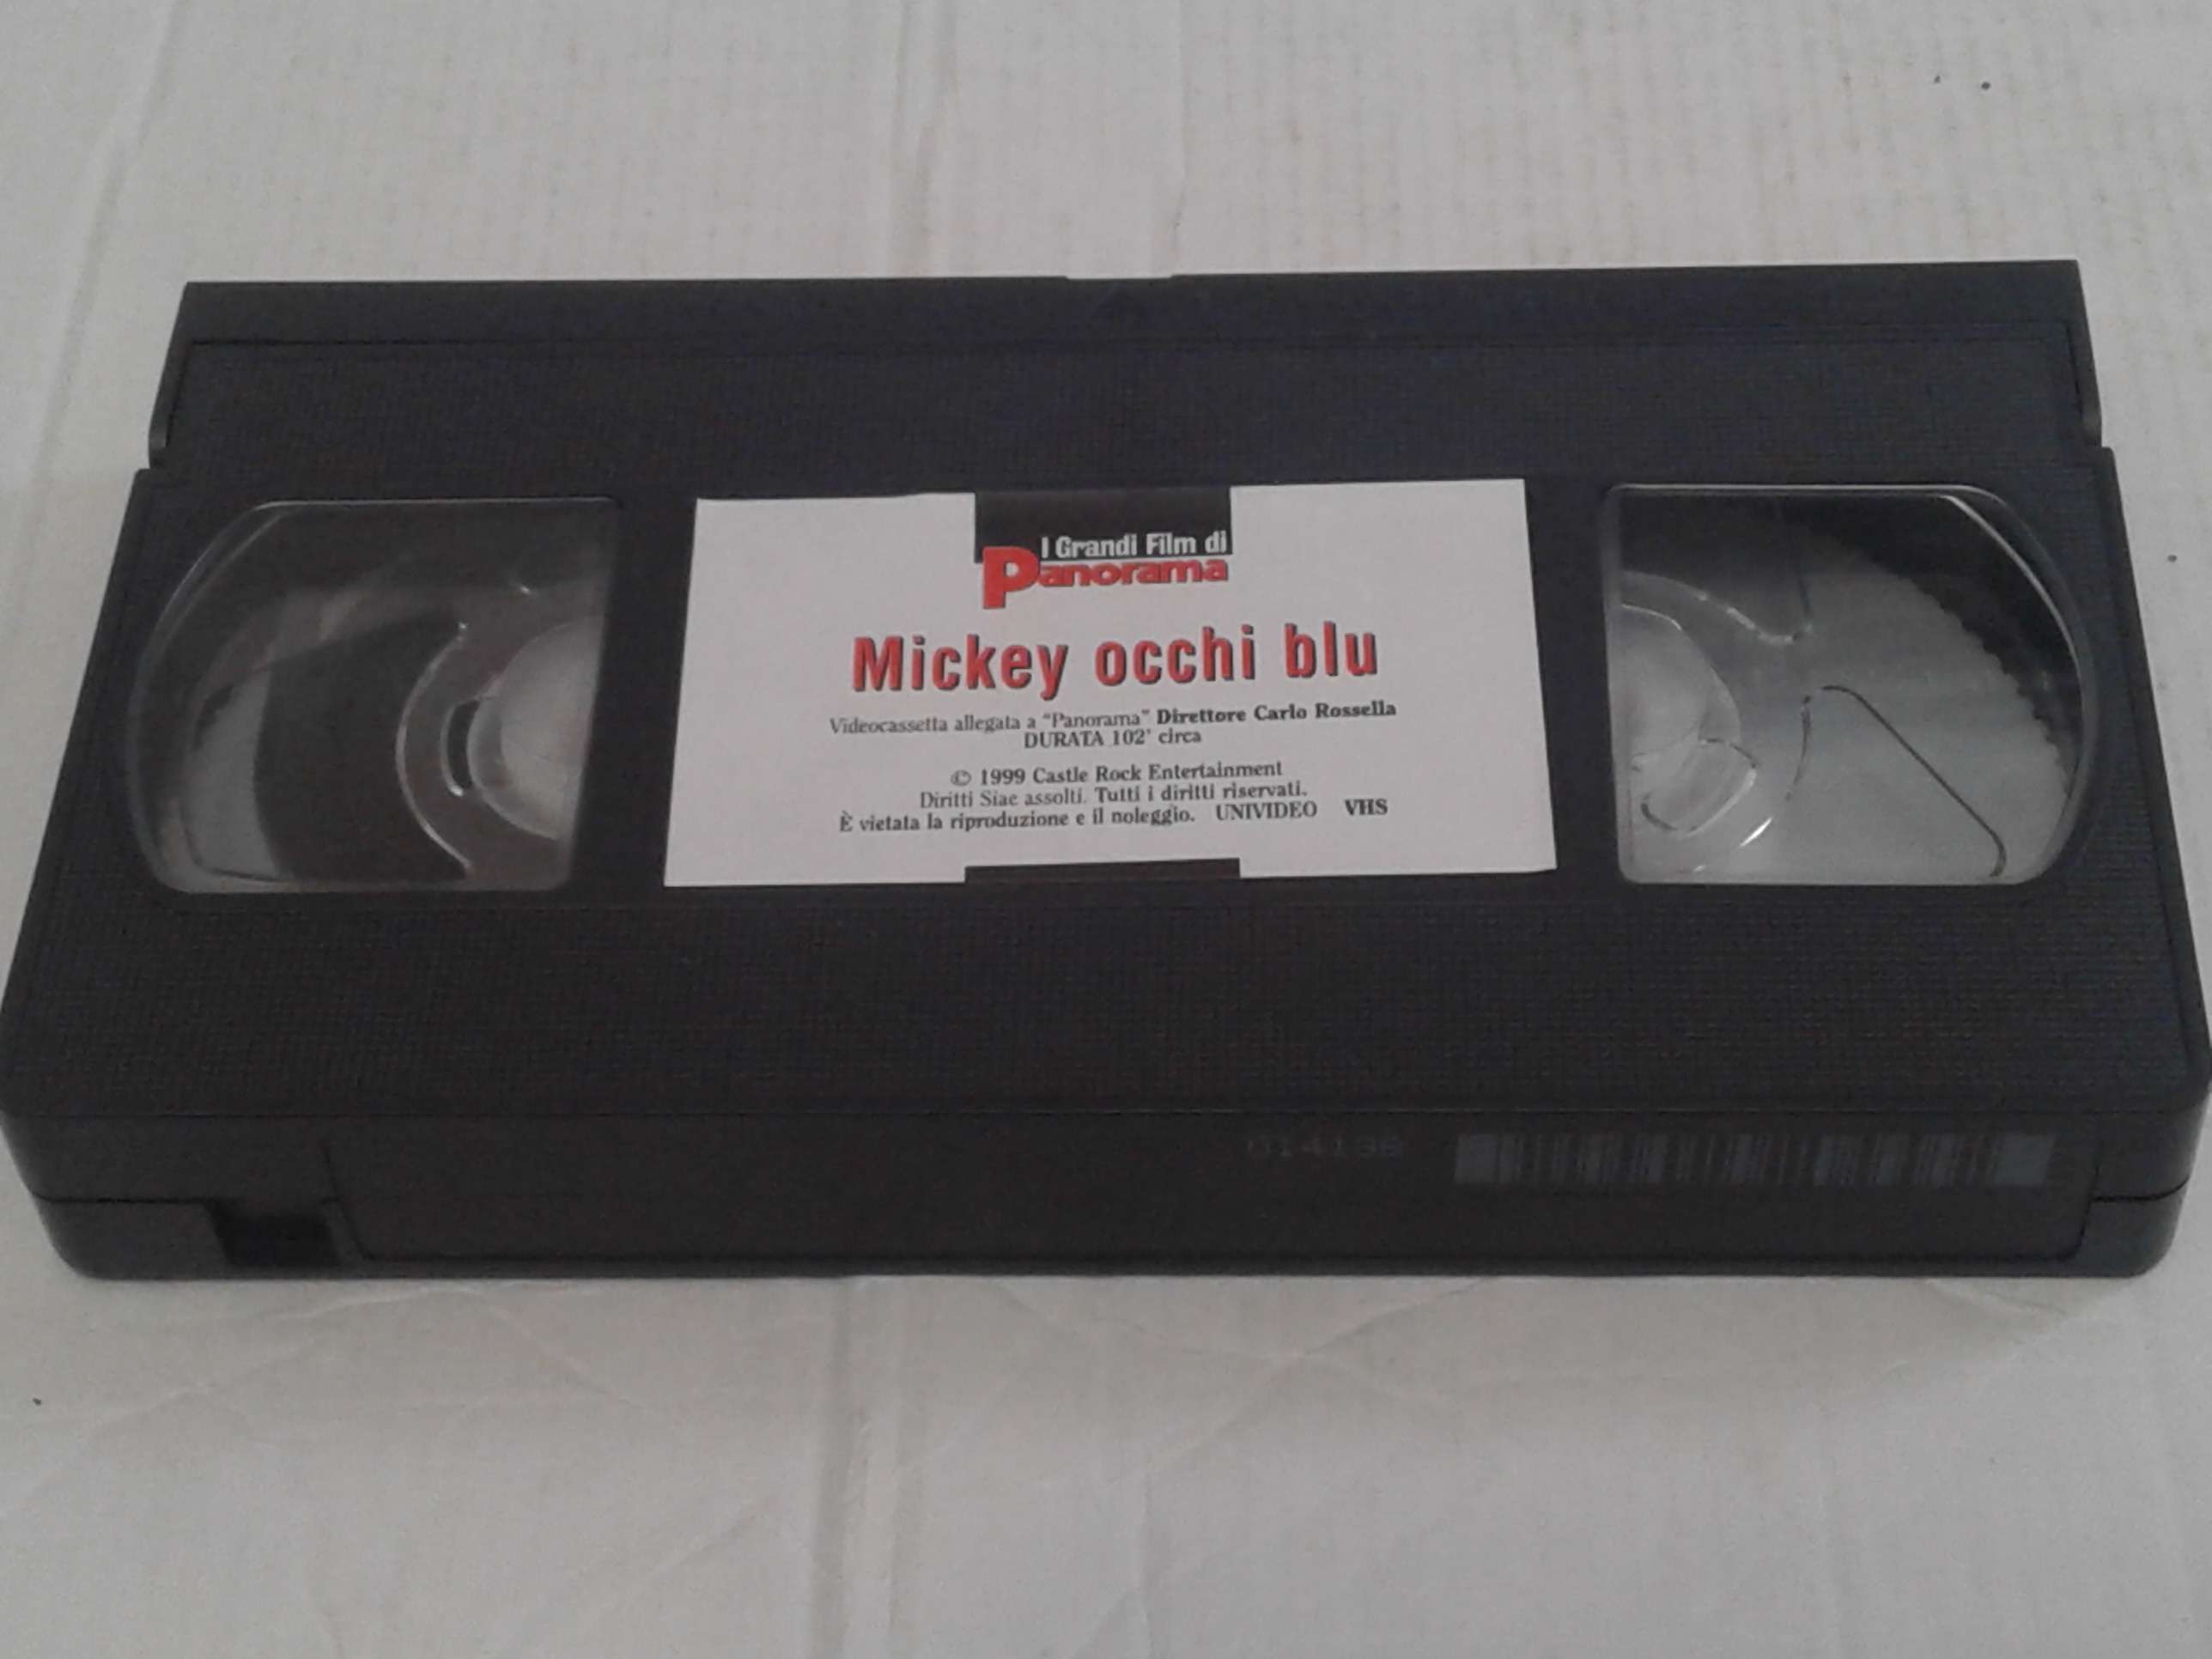 I Grandi Film di
Panorama
Mickey occhi blu
Videocassetta allegata a "Panorama" Direttore Carlo Rossella
DURATA 102' circa
© 1999 Castle Rock Entertainment
Diritti Siae assolti. Tutti i diritti riservati.
È vietata la riproduzione e il noleggio. UNIVIDEO VHS